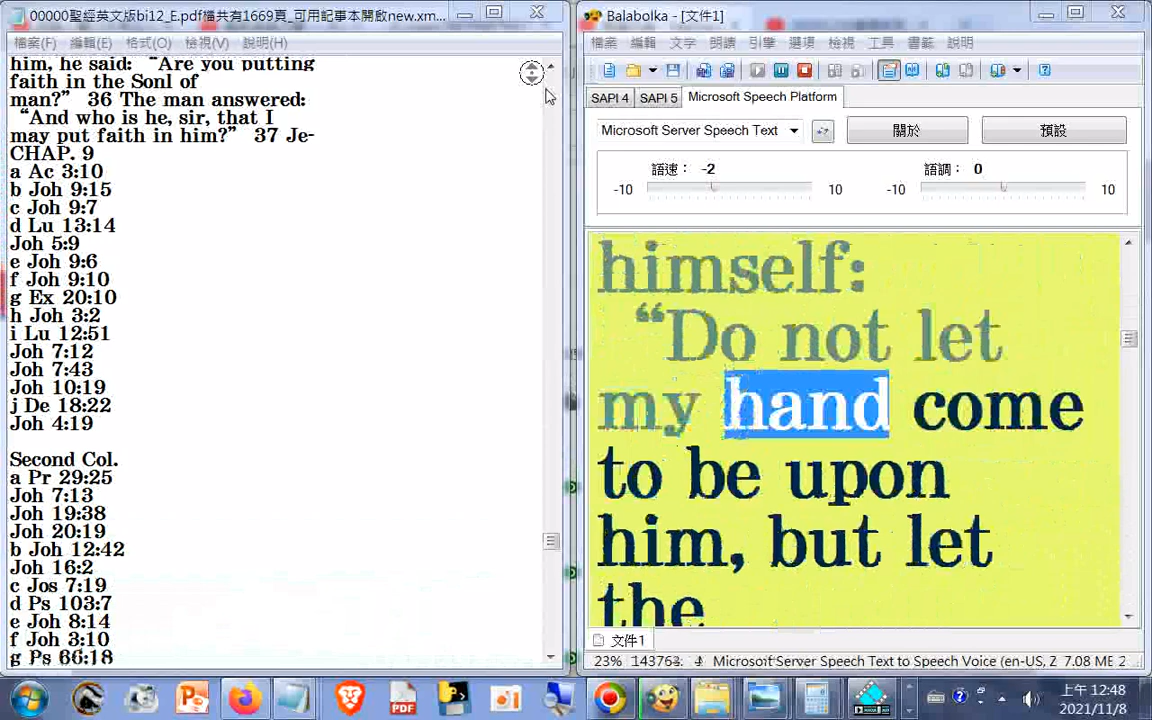 00000聖經英文版bi12_E.pdf檔共有1669頁_可用記事本開啟new.xm...
檔案(F) 編輯(E) 格式(O) 檢視(V) 說明(H)
him, he said: “Are you putting
faith in the Sonl of
man?” 36 The man answered:
“And who is he, sir, that I
may put faith in him?” 37 Je-
CHAP. 9
a Ac 3:10
b Joh 9:15
c Joh 9:7
d Lu 13:14
Joh 5:9
e Joh 9:6
f Joh 9:10
g Ex 20:10
h Joh 3:2
i Lu 12:51
Joh 7:12
Joh 7:43
Joh 10:19
j De 18:22
Joh 4:19
Second Col.
a Pr 29:25
Joh 7:13
Joh 19:38
Joh 20:19
b Joh 12:42
Joh 16:2
c Jos 7:19
d Ps 103:7
e Joh 8:14
f Joh 3:10
g Ps 66:18
Balabolka - [文件1]
檔案 編輯 文字 朗讀 引擎 選項 檢視 工具 書籤 說明
SAPI 4 SAPI 5 Microsoft Speech Platform
Microsoft Server Speech Text 關於 預設
語速： -2 語調： 0
-10 10 -10 10
himself:
“Do not let
my hand come
to be upon
him, but let
the
文件1
23% Microsoft Server Speech Text to Speech Voice (en-US, Z 7.08 ME 2
PDF
上午 12:48
2021/11/8